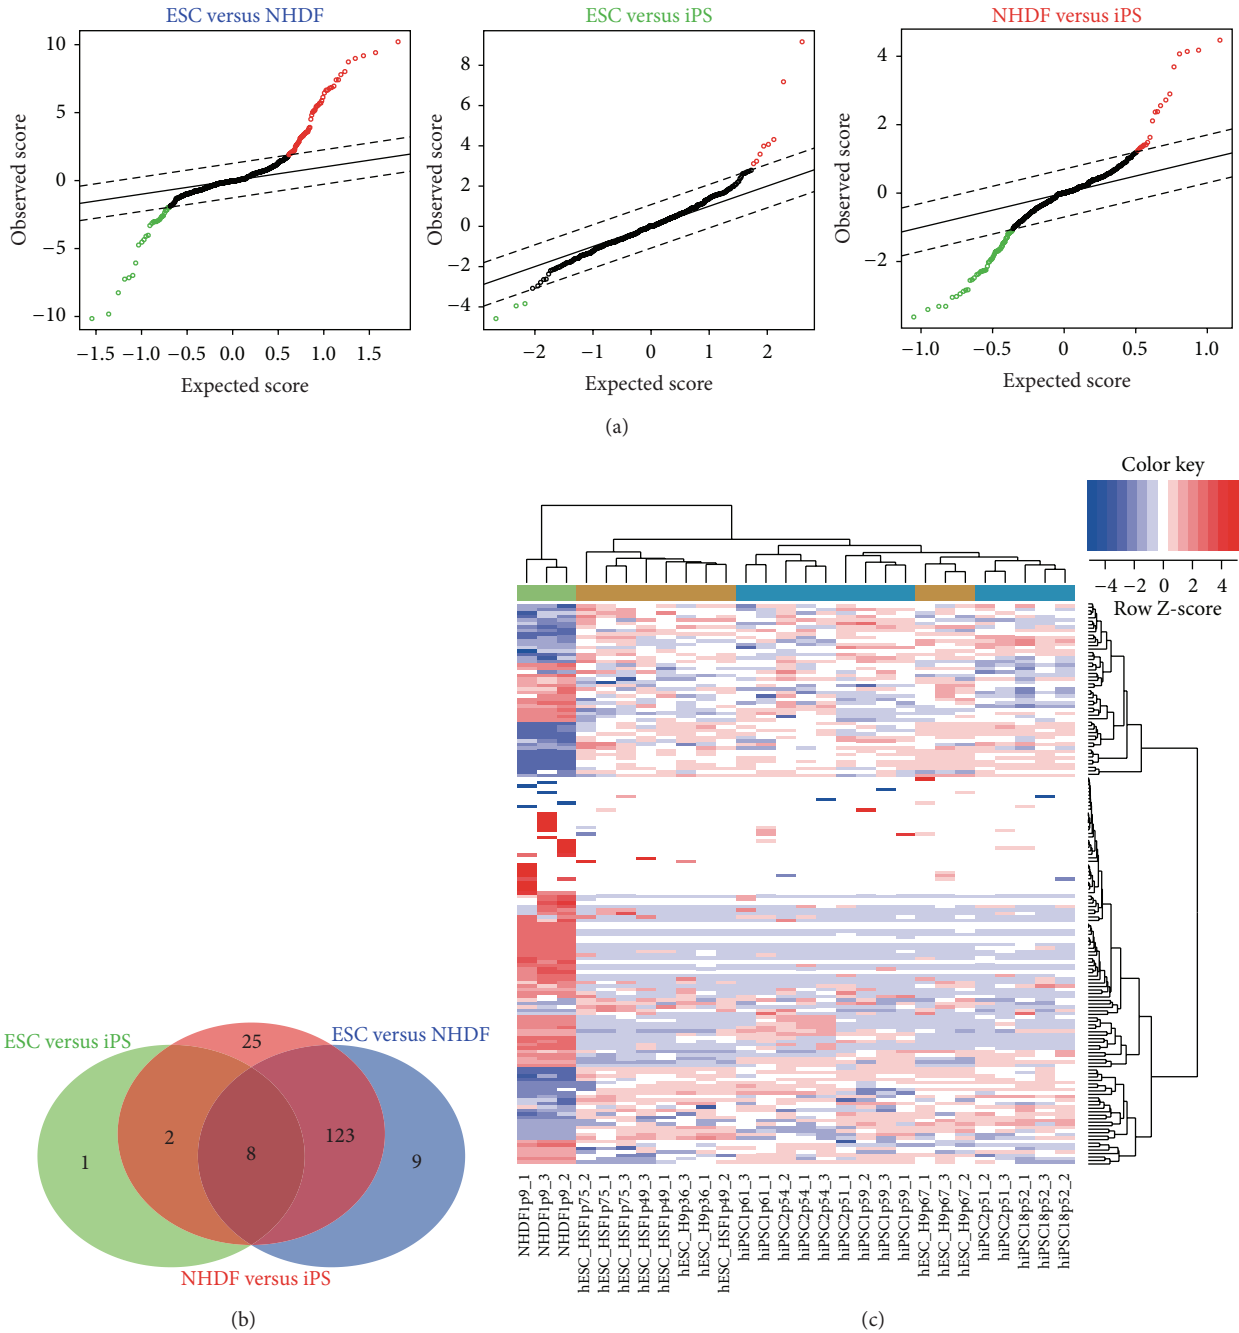 ESC versus NHDF
ESC versus iPS
NHDF versus iPS
Observed score
10
5
0
−5
−10
−1.5 −1.0 −0.5 0.0 0.5 1.0 1.5
Expected score
Observed score
8
6
4
2
0
−2
−4
−2 −1 0 1 2
Expected score
Observed score
4
2
0
−2
−1.0 −0.5 0 0.5 1.0
Expected score
(a)
Color key
−4 −2 0 2 4
Row Z-score
ESC versus iPS
ESC versus NHDF
25
2
123
1
8
9
NHDF versus iPS
(b)
NHDF1p9_1
NHDF1p9_3
NHDF1p9_2
hESC_HSF1p75_2
hESC_HSF1p75_1
hESC_HSF1p75_3
hESC_HSF1p49_3
hESC_HSF1p49_1
hESC_H9p36_3
hESC_H9p36_1
hESC_HSF1p49_2
hiPSC1p61_3
hiPSC1p61_1
hiPSC2p54_2
hiPSC2p54_1
hiPSC2p54_3
hiPSC2p51_1
hiPSC1p59_2
hiPSC1p59_3
hiPSC1p59_1
hESC_H9p67_1
hESC_H9p67_3
hESC_H9p67_2
hiPSC2p51_2
hiPSC2p51_3
hiPSC18p52_1
hiPSC18p52_3
hiPSC18p52_2
(c)